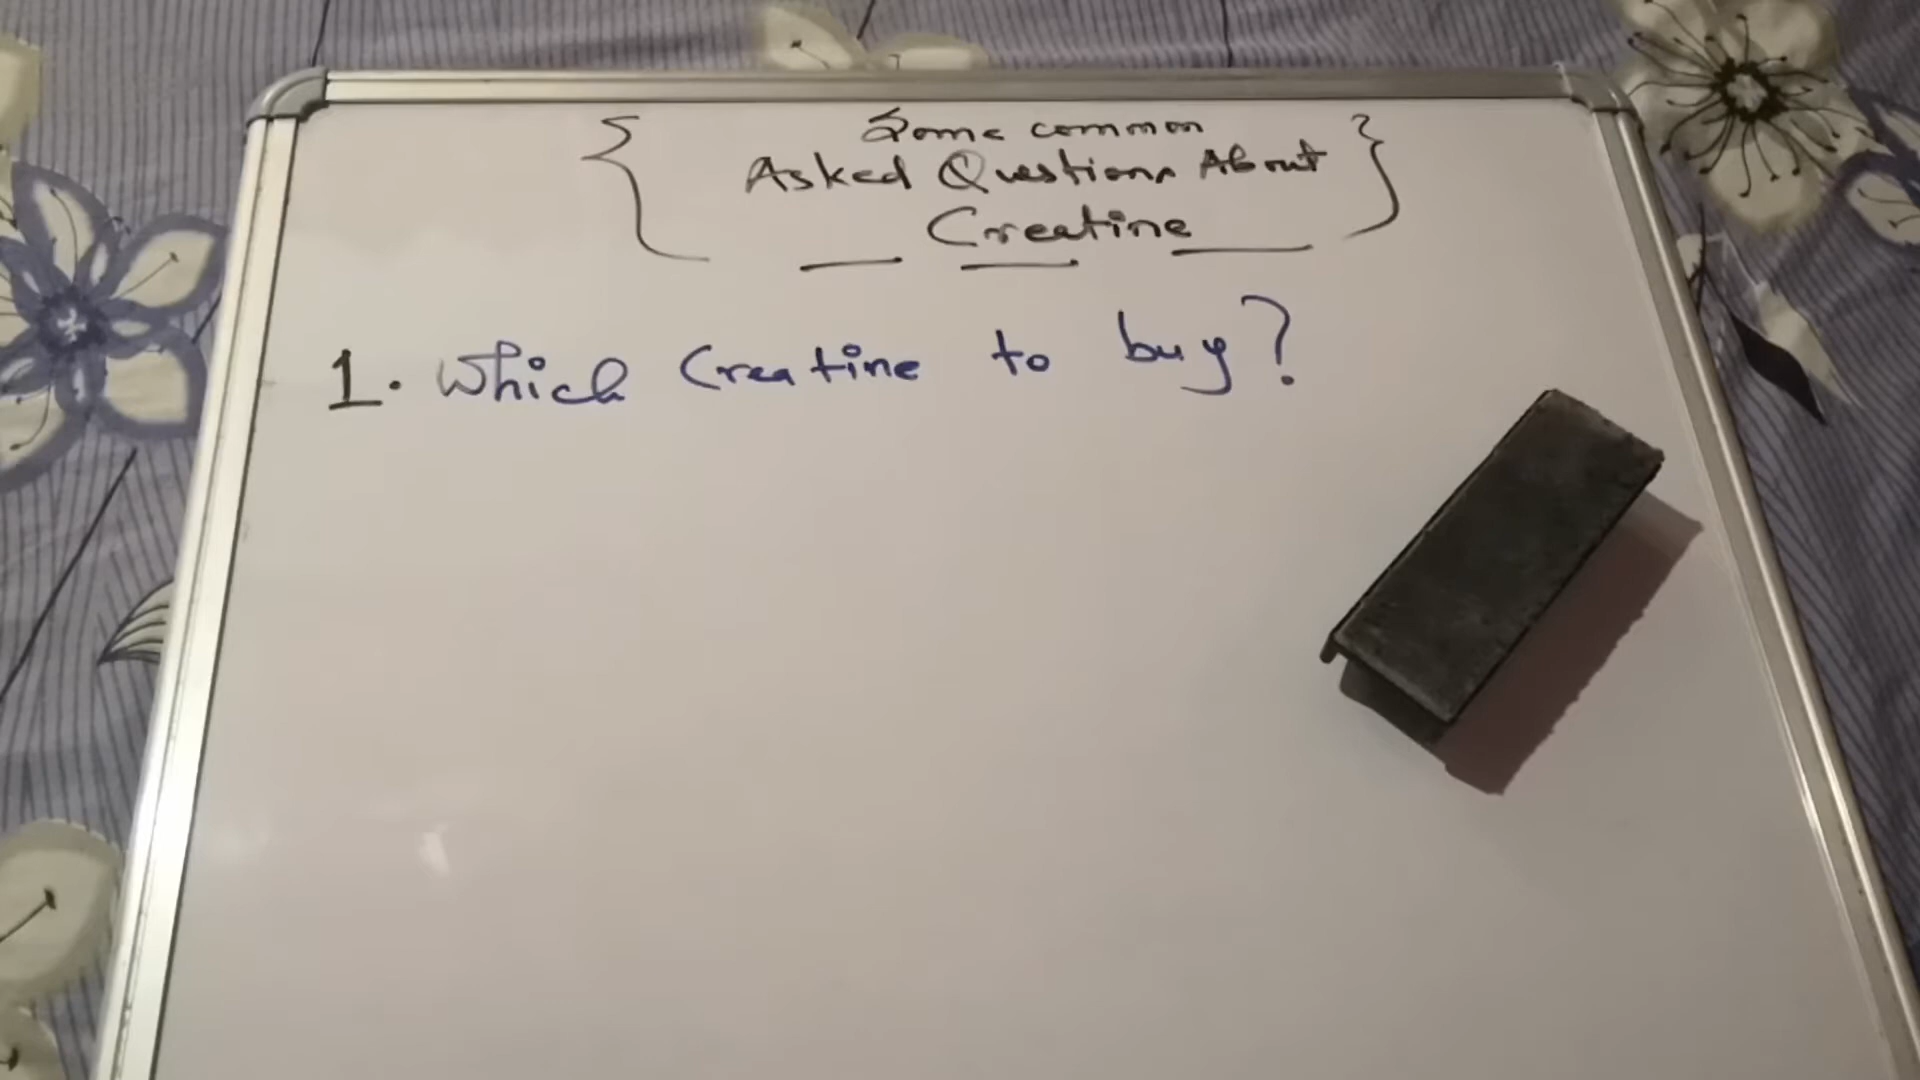 Some common
Asked Questions About
Creatine
1. Which Creatine to buy?